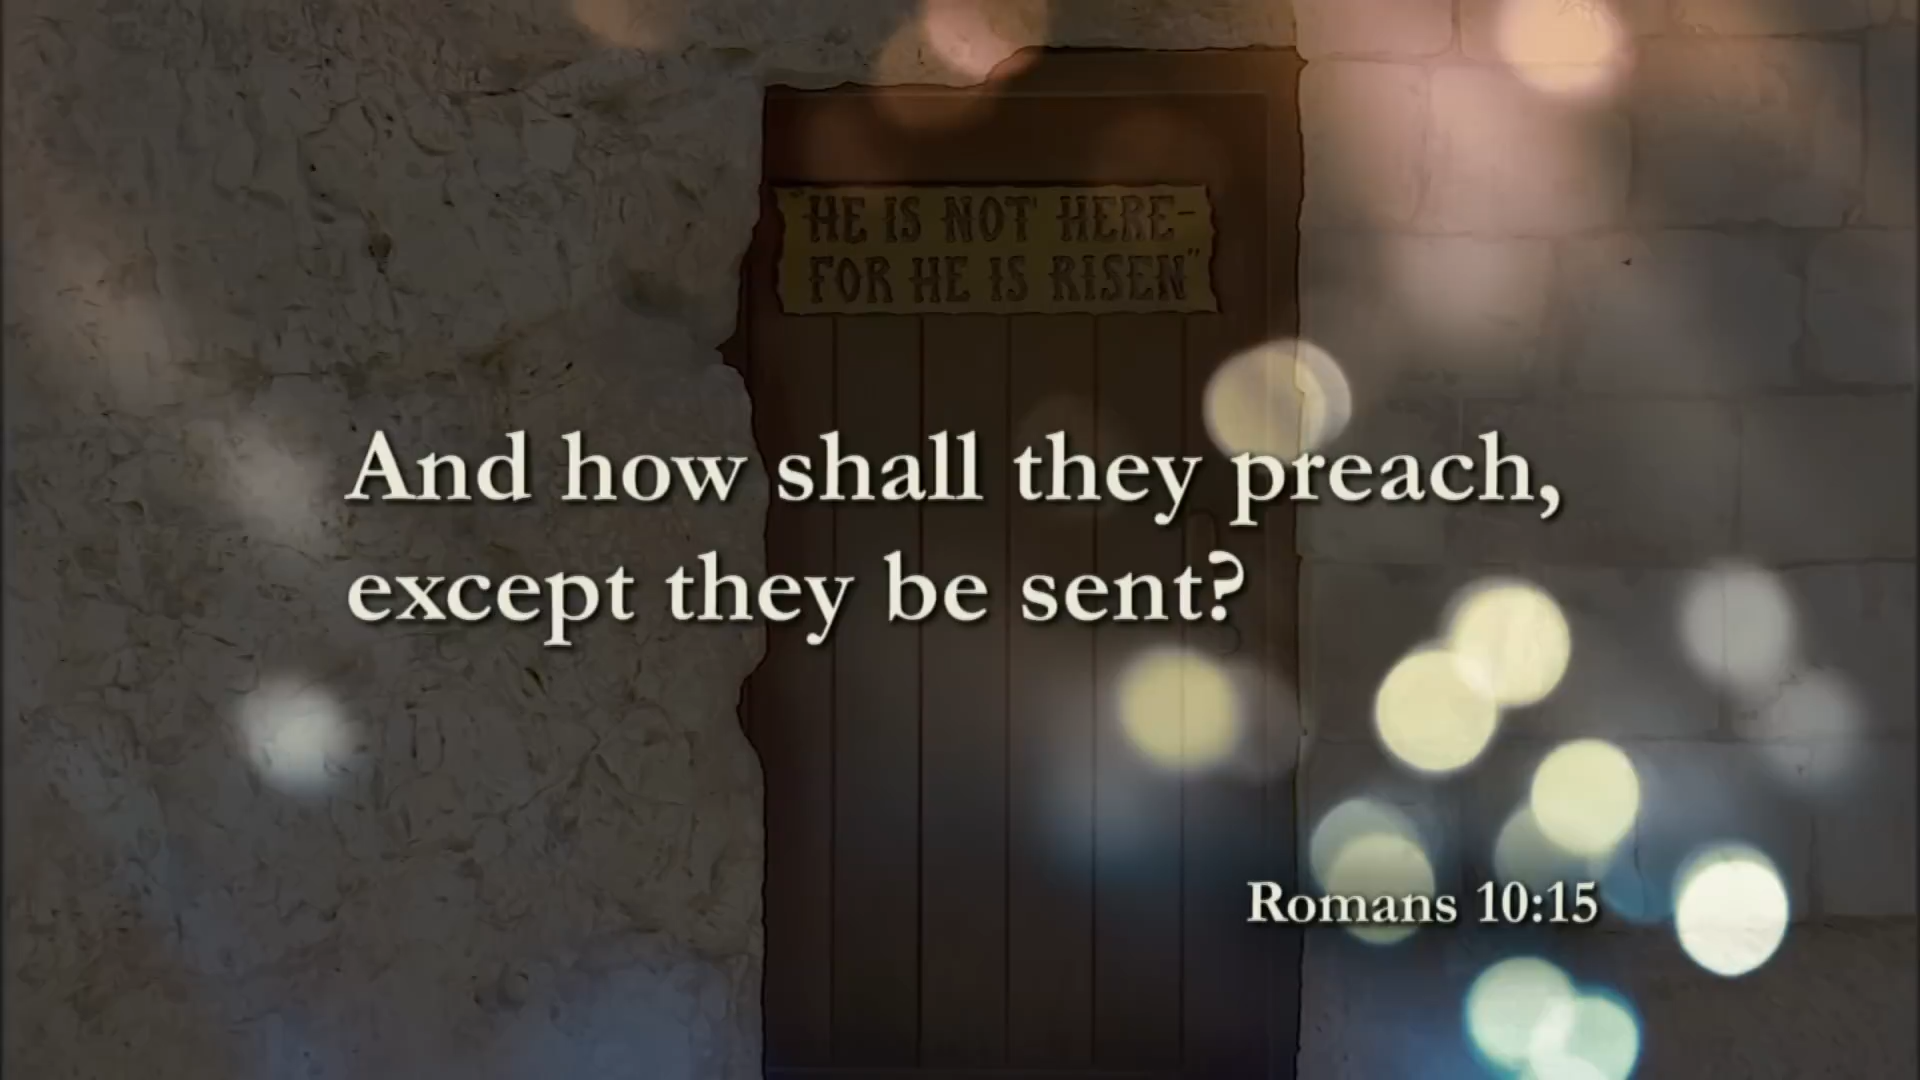 "HE IS NOT HERE-
FOR HE IS RISEN"
And how shall they preach,
except they be sent?
Romans 10:15